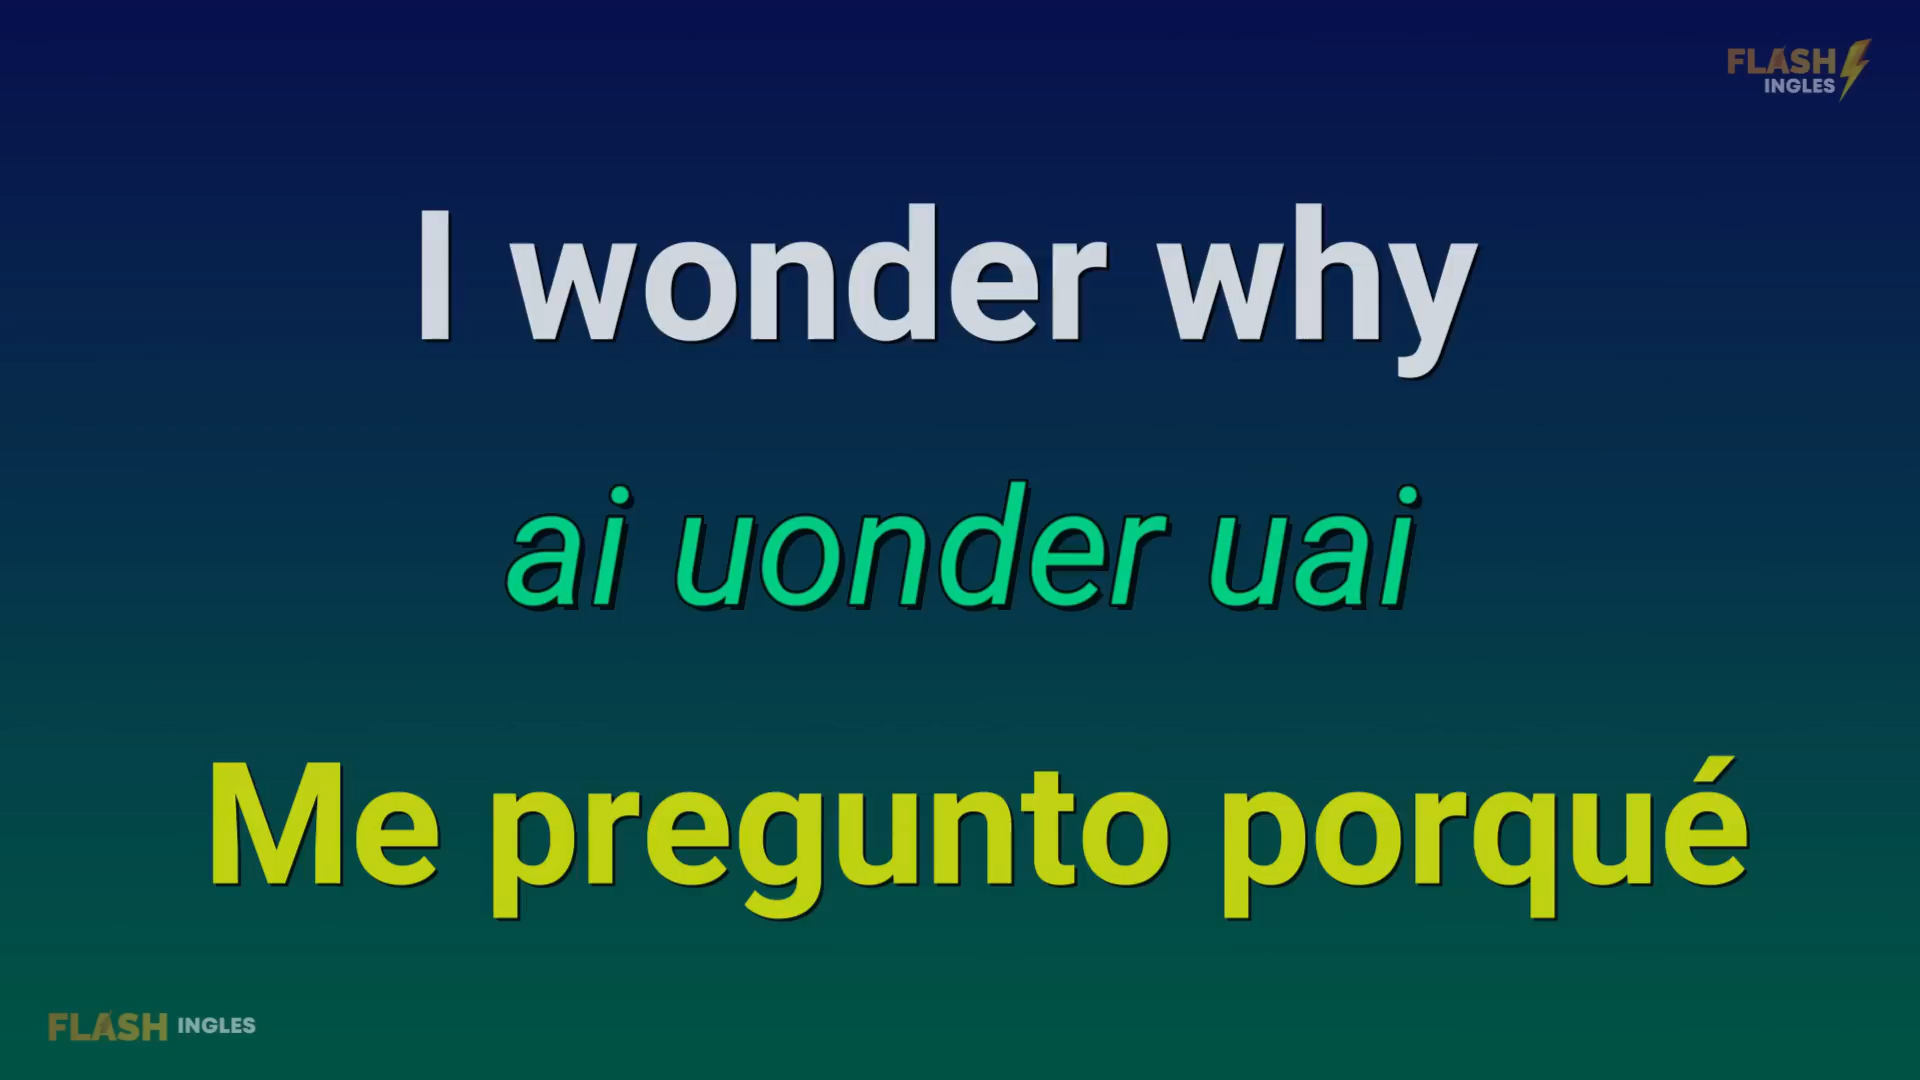 FLASH
INGLES
I wonder why
ai uonder uai
Me pregunto porqué
FLASH INGLES